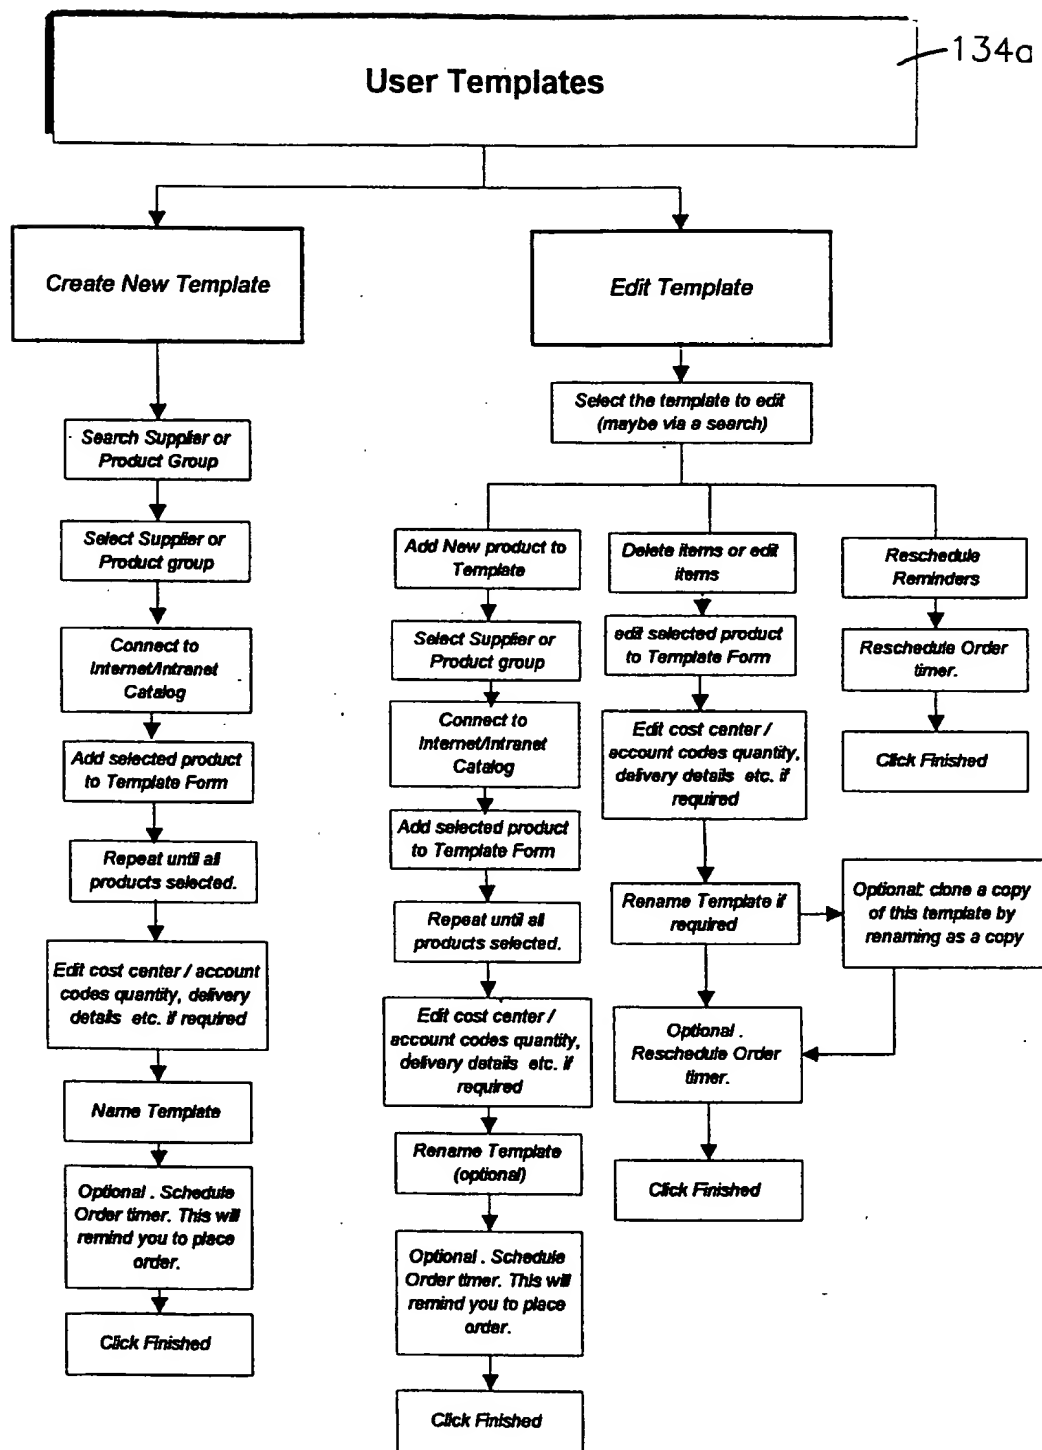 134a
User Templates
Create New Template
Search Supplier or
Product Group
Select Supplier or
Product group
Connect to
Internet/Intranet
Catalog
Add selected product
to Template Form
Repeat until all
products selected.
Edit cost center / account
codes quantity, delivery
details etc. if required
Name Template
Optional . Schedule
Order timer. This will
remind you to place
order.
Click Finished
Edit Template
Select the template to edit
(maybe via a search)
Add New product to
Template
Select Supplier or
Product group
Connect to
Internet/Intranet
Catalog
Add selected product
to Template Form
Repeat until all
products selected.
Edit cost center /
account codes quantity,
delivery details etc. if
required
Rename Template
(optional)
Optional . Schedule
Order timer. This will
remind you to place
order.
Click Finished
Delete items or edit
items
edit selected product
to Template Form
Edit cost center /
account codes quantity,
delivery details etc. if
required
Rename Template if
required
Optional: clone a copy
of this template by
renaming as a copy
Optional .
Reschedule Order
timer.
Click Finished
Reschedule
Reminders
Reschedule Order
timer.
Click Finished